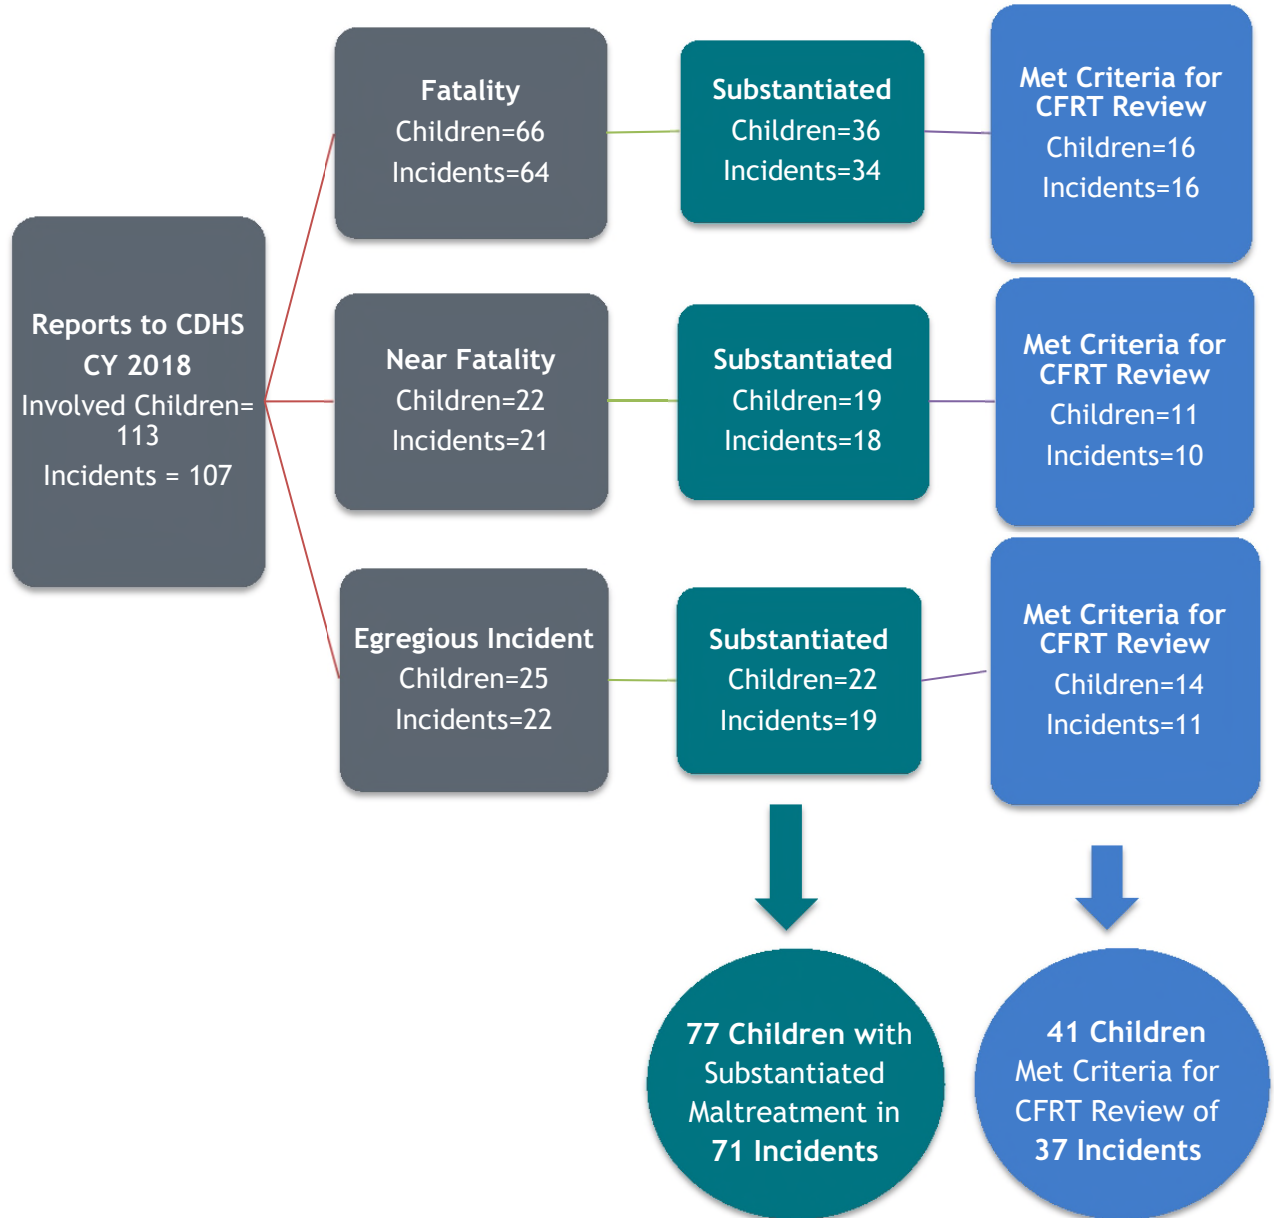 Reports to CDHS
CY 2018
Involved Children=
113
Incidents = 107
Fatality
Children=66
Incidents=64
Substantiated
Children=36
Incidents=34
Met Criteria for
CFRT Review
Children=16
Incidents=16
Near Fatality
Children=22
Incidents=21
Substantiated
Children=19
Incidents=18
Met Criteria for
CFRT Review
Children=11
Incidents=10
Egregious Incident
Children=25
Incidents=22
Substantiated
Children=22
Incidents=19
Met Criteria for
CFRT Review
Children=14
Incidents=11
77 Children with
Substantiated
Maltreatment in
71 Incidents
41 Children
Met Criteria for
CFRT Review of
37 Incidents